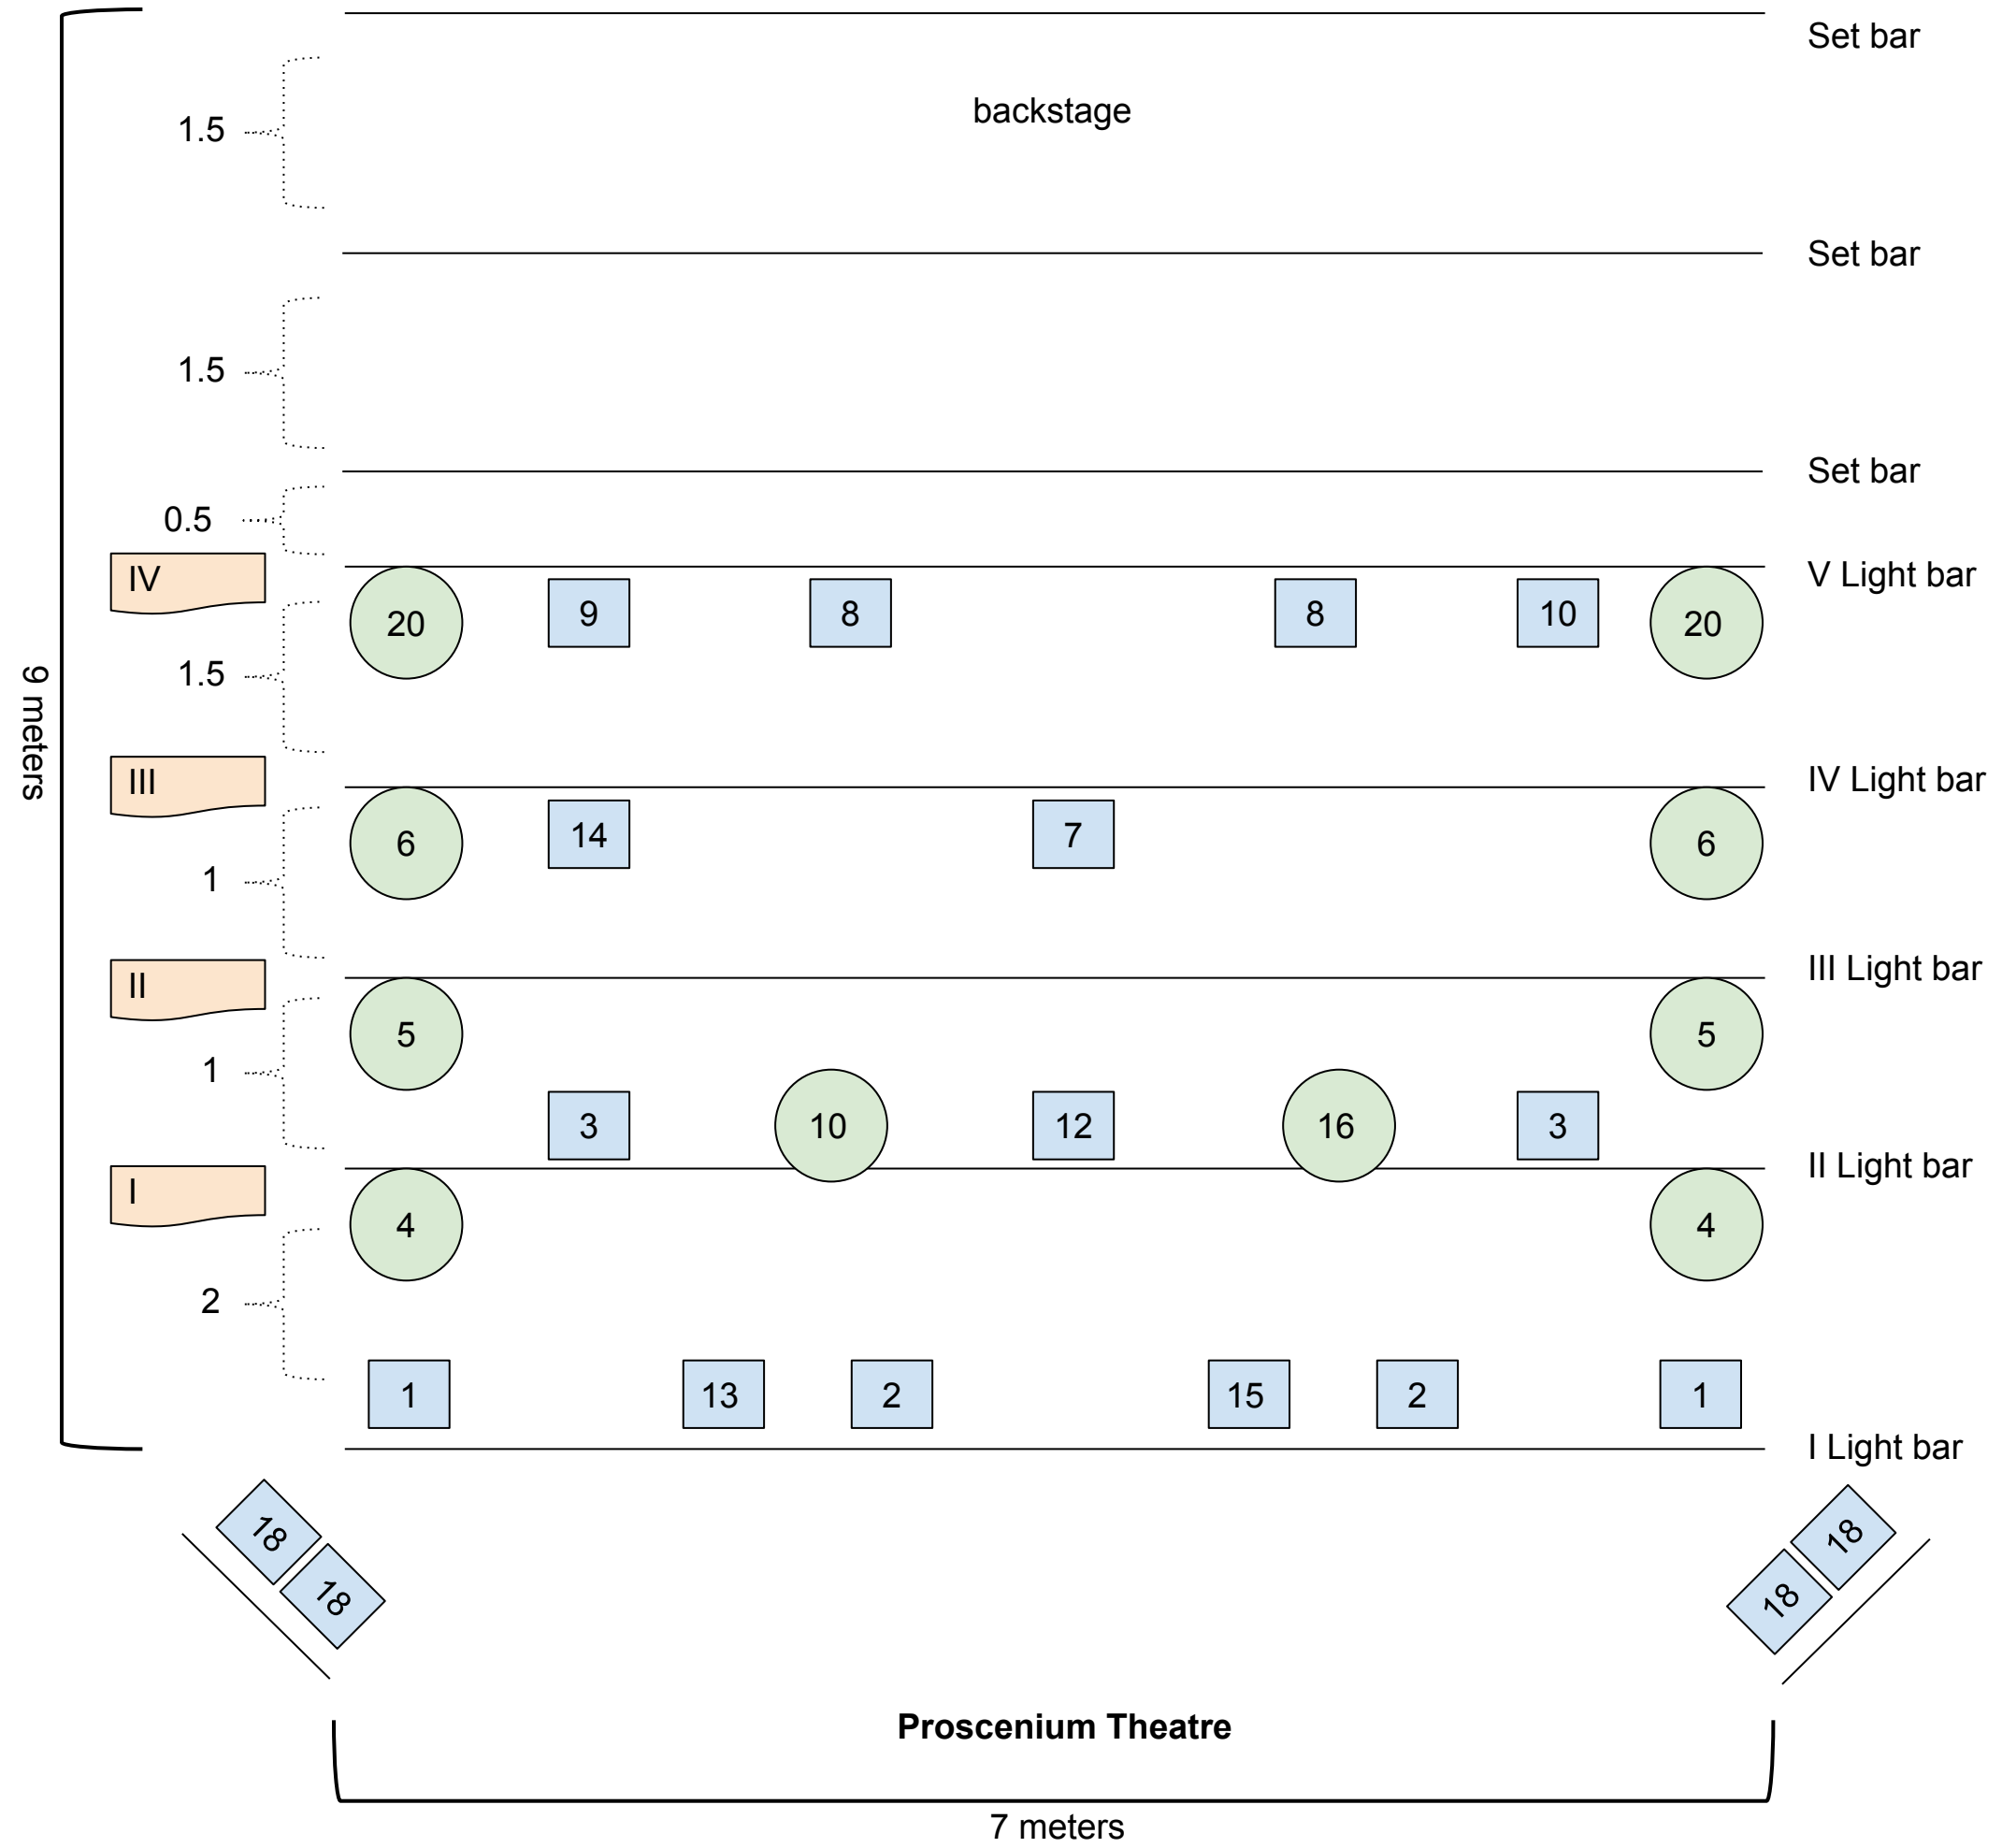 Set bar
backstage
1.5
Set bar
1.5
Set bar
0.5
IV
V Light bar
20
9
8
8
10
20
1.5
9 meters
III
IV Light bar
6
14
7
6
1
II
III Light bar
5
5
1
3
10
12
16
3
I
II Light bar
4
4
2
1
13
2
15
2
1
I Light bar
18
18
18
18
Proscenium Theatre
7 meters